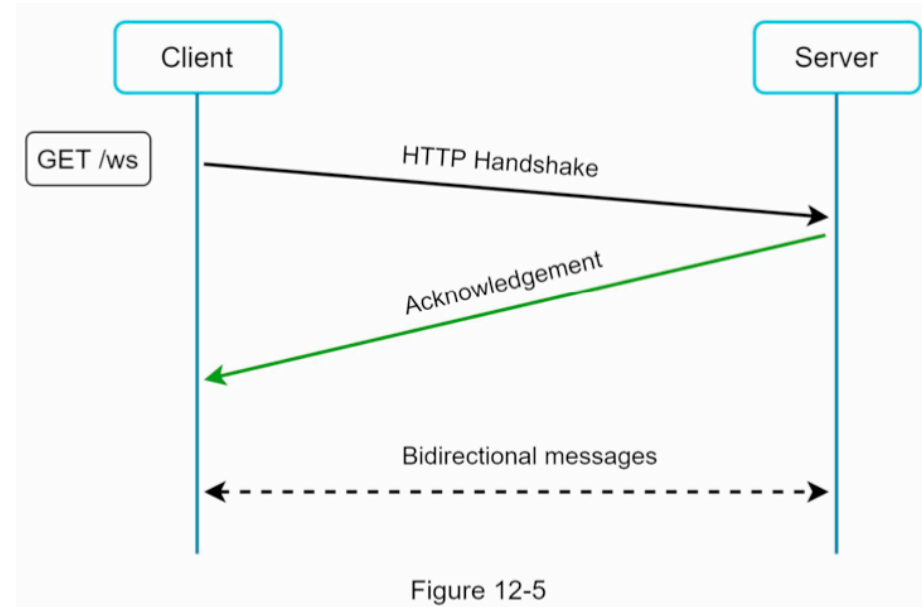 Client
Server
GET /ws
HTTP Handshake
Acknowledgement
Bidirectional messages
Figure 12-5